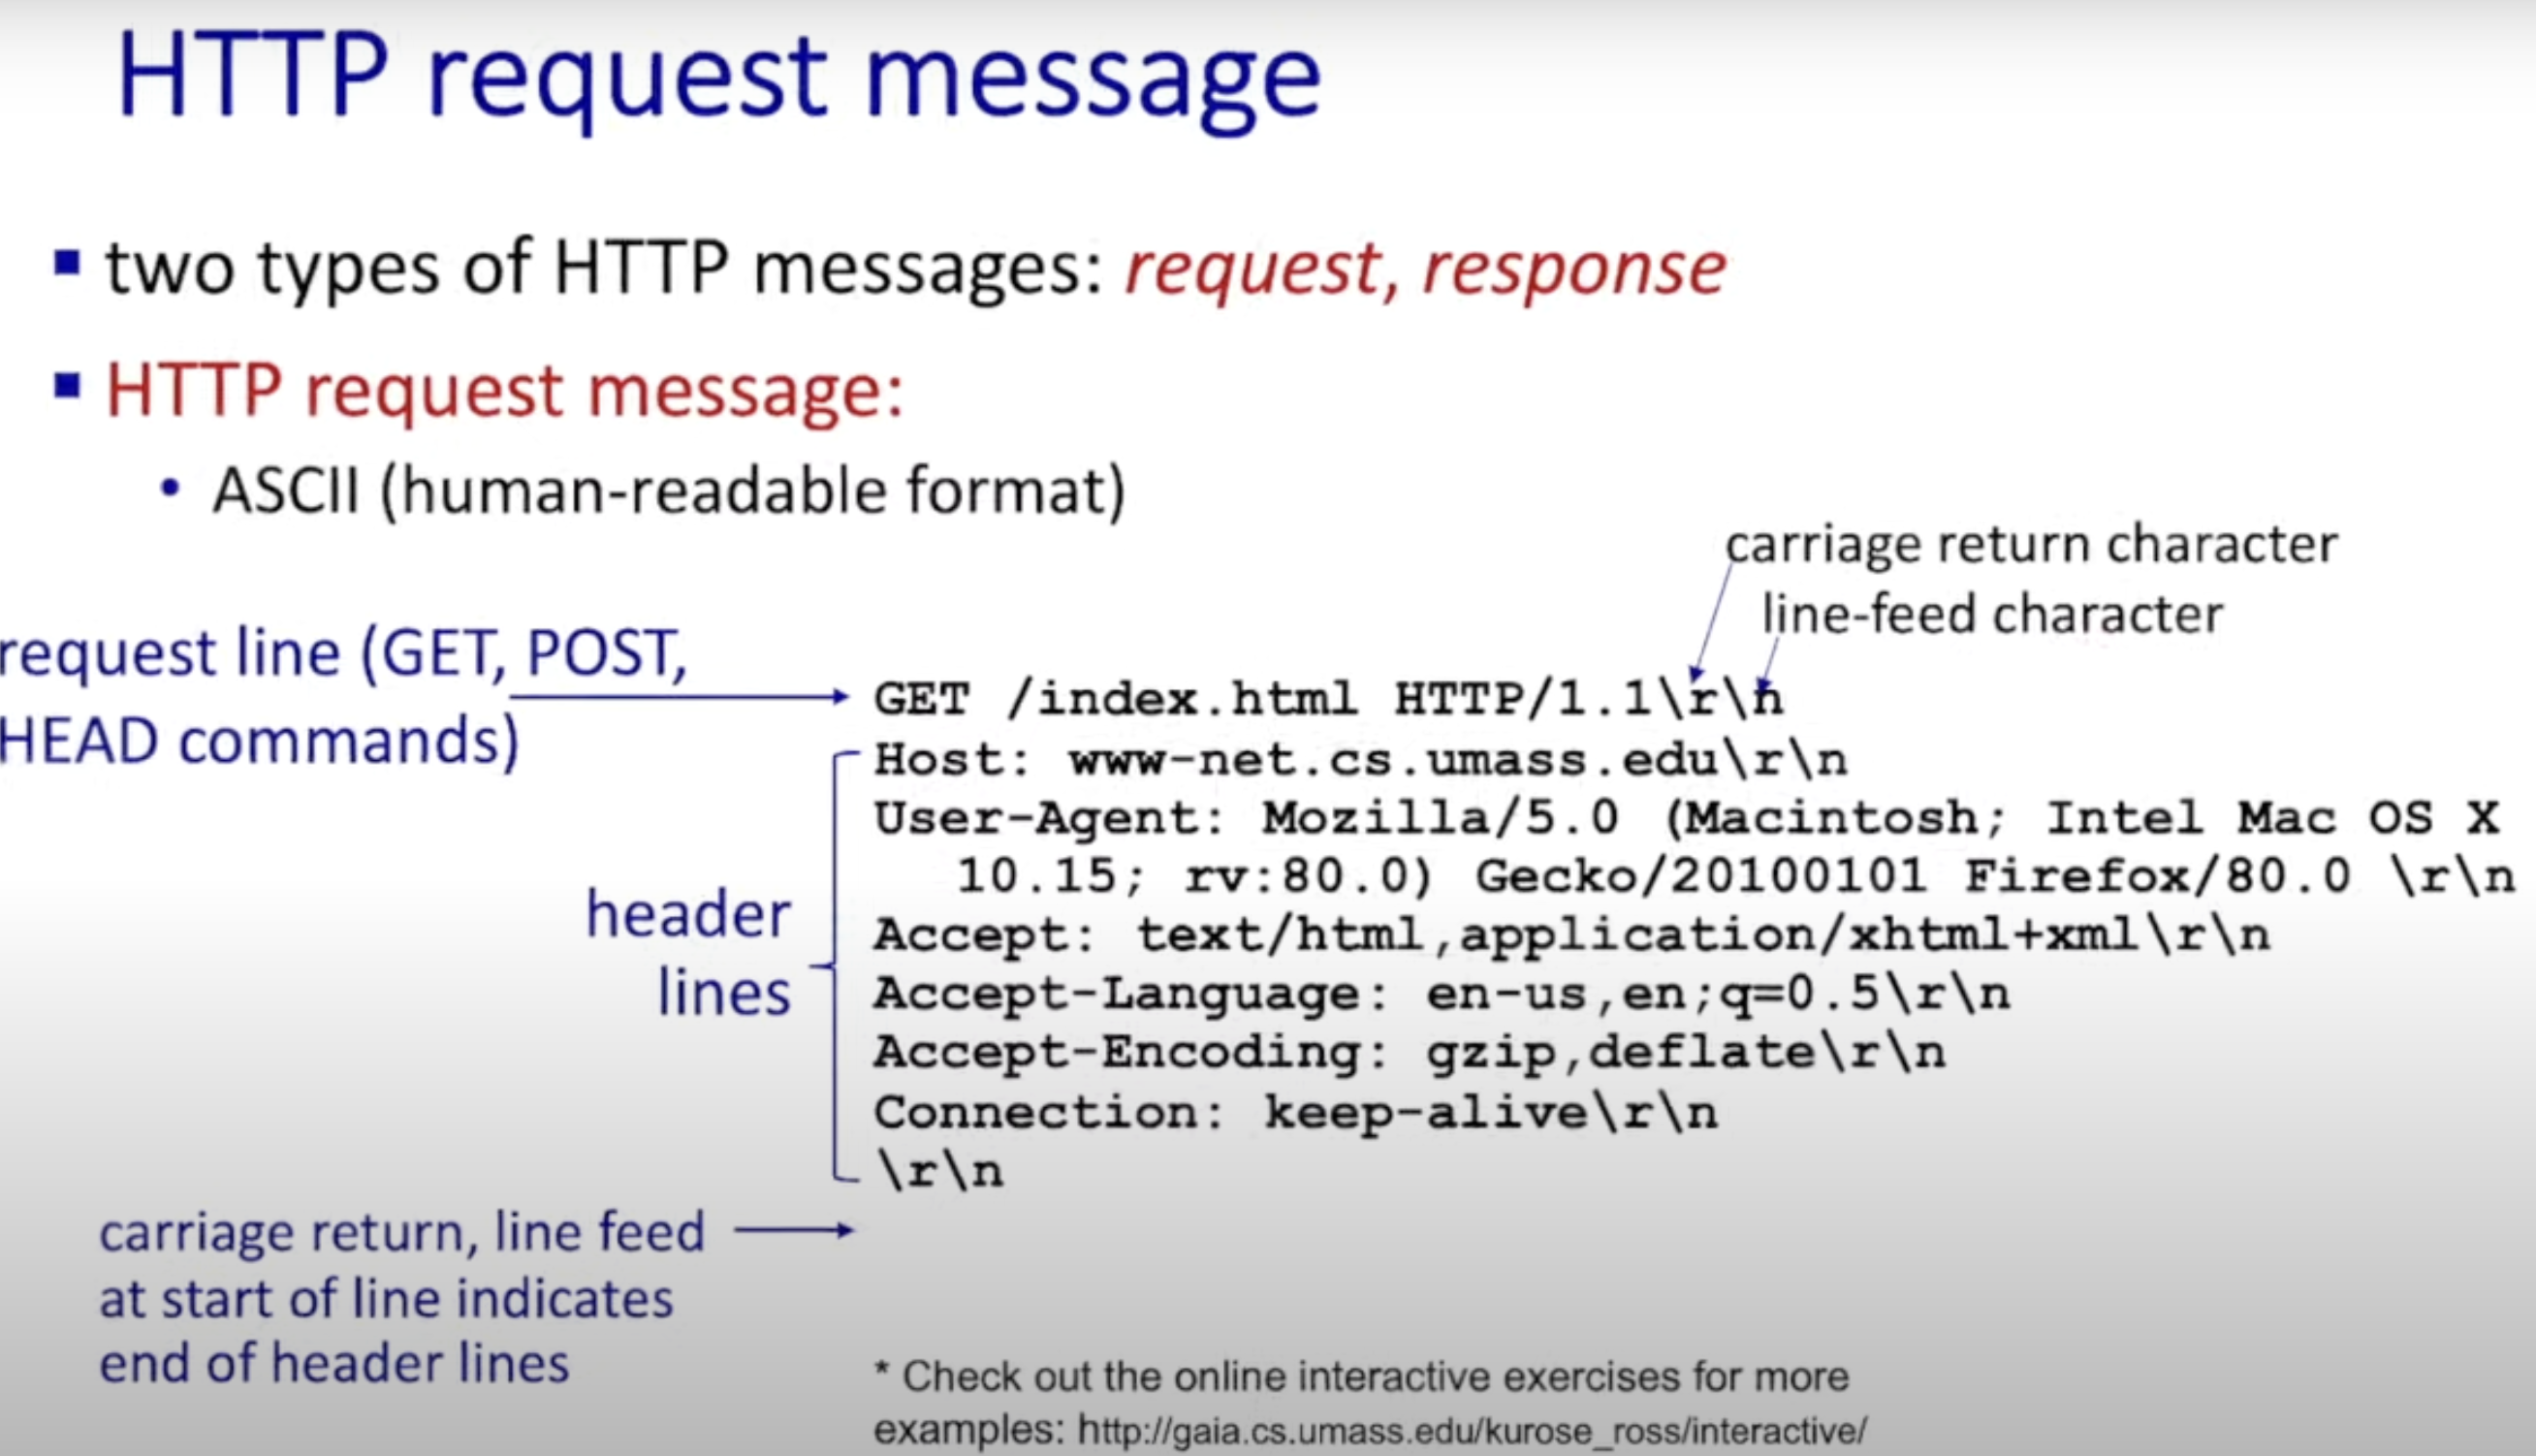 HTTP request message
two types of HTTP messages: request, response
HTTP request message:
ASCII (human-readable format)
carriage return character
line-feed character
request line (GET, POST,
HEAD commands)
GET /index.html HTTP/1.1\r\n
Host: www-net.cs.umass.edu\r\n
User-Agent: Mozilla/5.0 (Macintosh; Intel Mac OS X
10.15; rv:80.0) Gecko/20100101 Firefox/80.0 \r\n
Accept: text/html,application/xhtml+xml\r\n
Accept-Language: en-us,en;q=0.5\r\n
Accept-Encoding: gzip,deflate\r\n
Connection: keep-alive\r\n
\r\n
header
lines
carriage return, line feed
at start of line indicates
end of header lines
* Check out the online interactive exercises for more
examples: http://gaia.cs.umass.edu/kurose_ross/interactive/